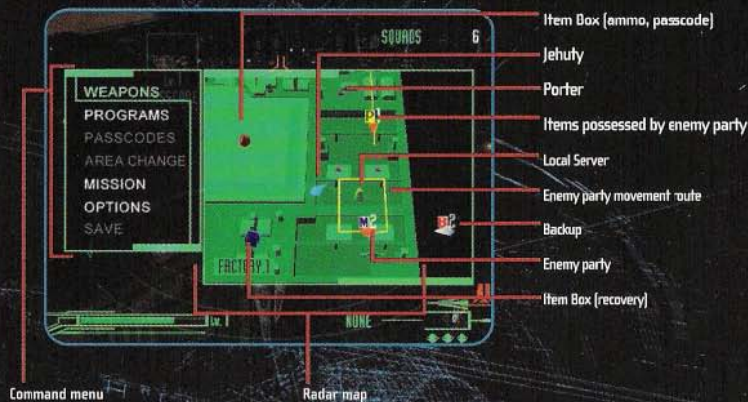 Item Box (ammo, passcode)
SQUADS 6
Jehuty
WEAPONS
Porter
PROGRAMS
P
Items possessed by enemy party
PASSCODES
AREA CHANGE
Local Server
MISSION
Enemy party movement route
OPTIONS
M2
B2
Backup
SAVE
Enemy party
FACTORY 1
Item Box (recovery)
Lv. 1
NONE
Command menu
Radar map